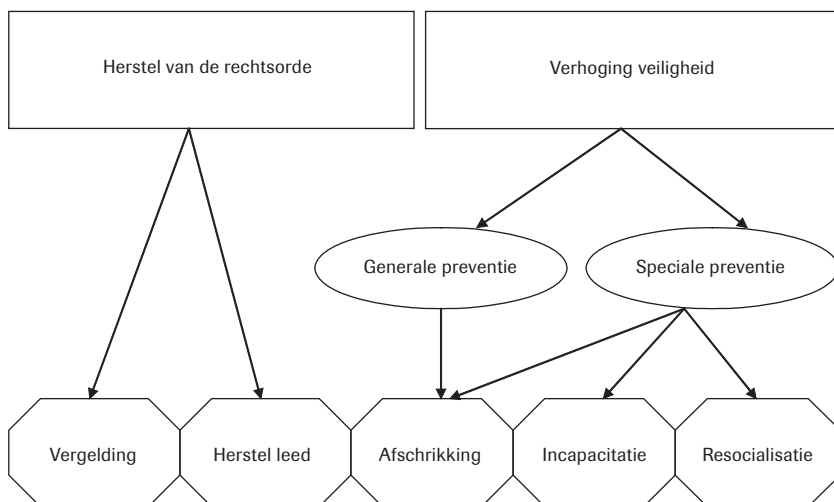 Herstel van de rechtsorde
Verhoging veiligheid
Generale preventie
Speciale preventie
Vergelding
Herstel leed
Afschrikking
Incapacitatie
Resocialisatie